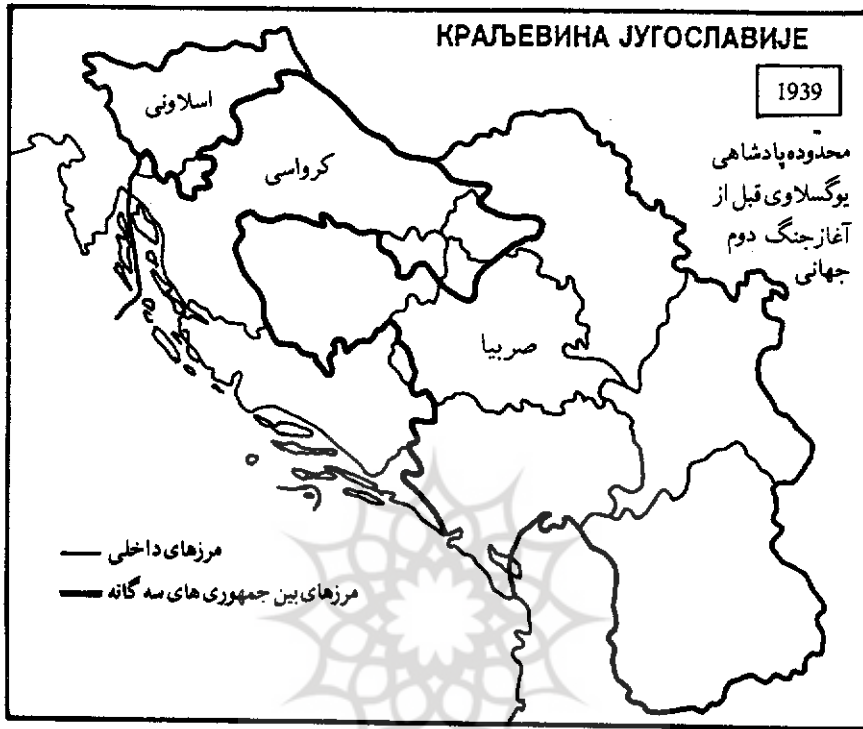 КРАЉЕВИНА ЈУГОСЛАВИЈЕ
1939
محدوده پادشاهی
یوگسلاوی قبل از
آغاز جنگ دوم
جهانی
اسلاونی
کرواسی
صربیا
مرزهای داخلی
مرزهای بین جمهوری های سه گانه